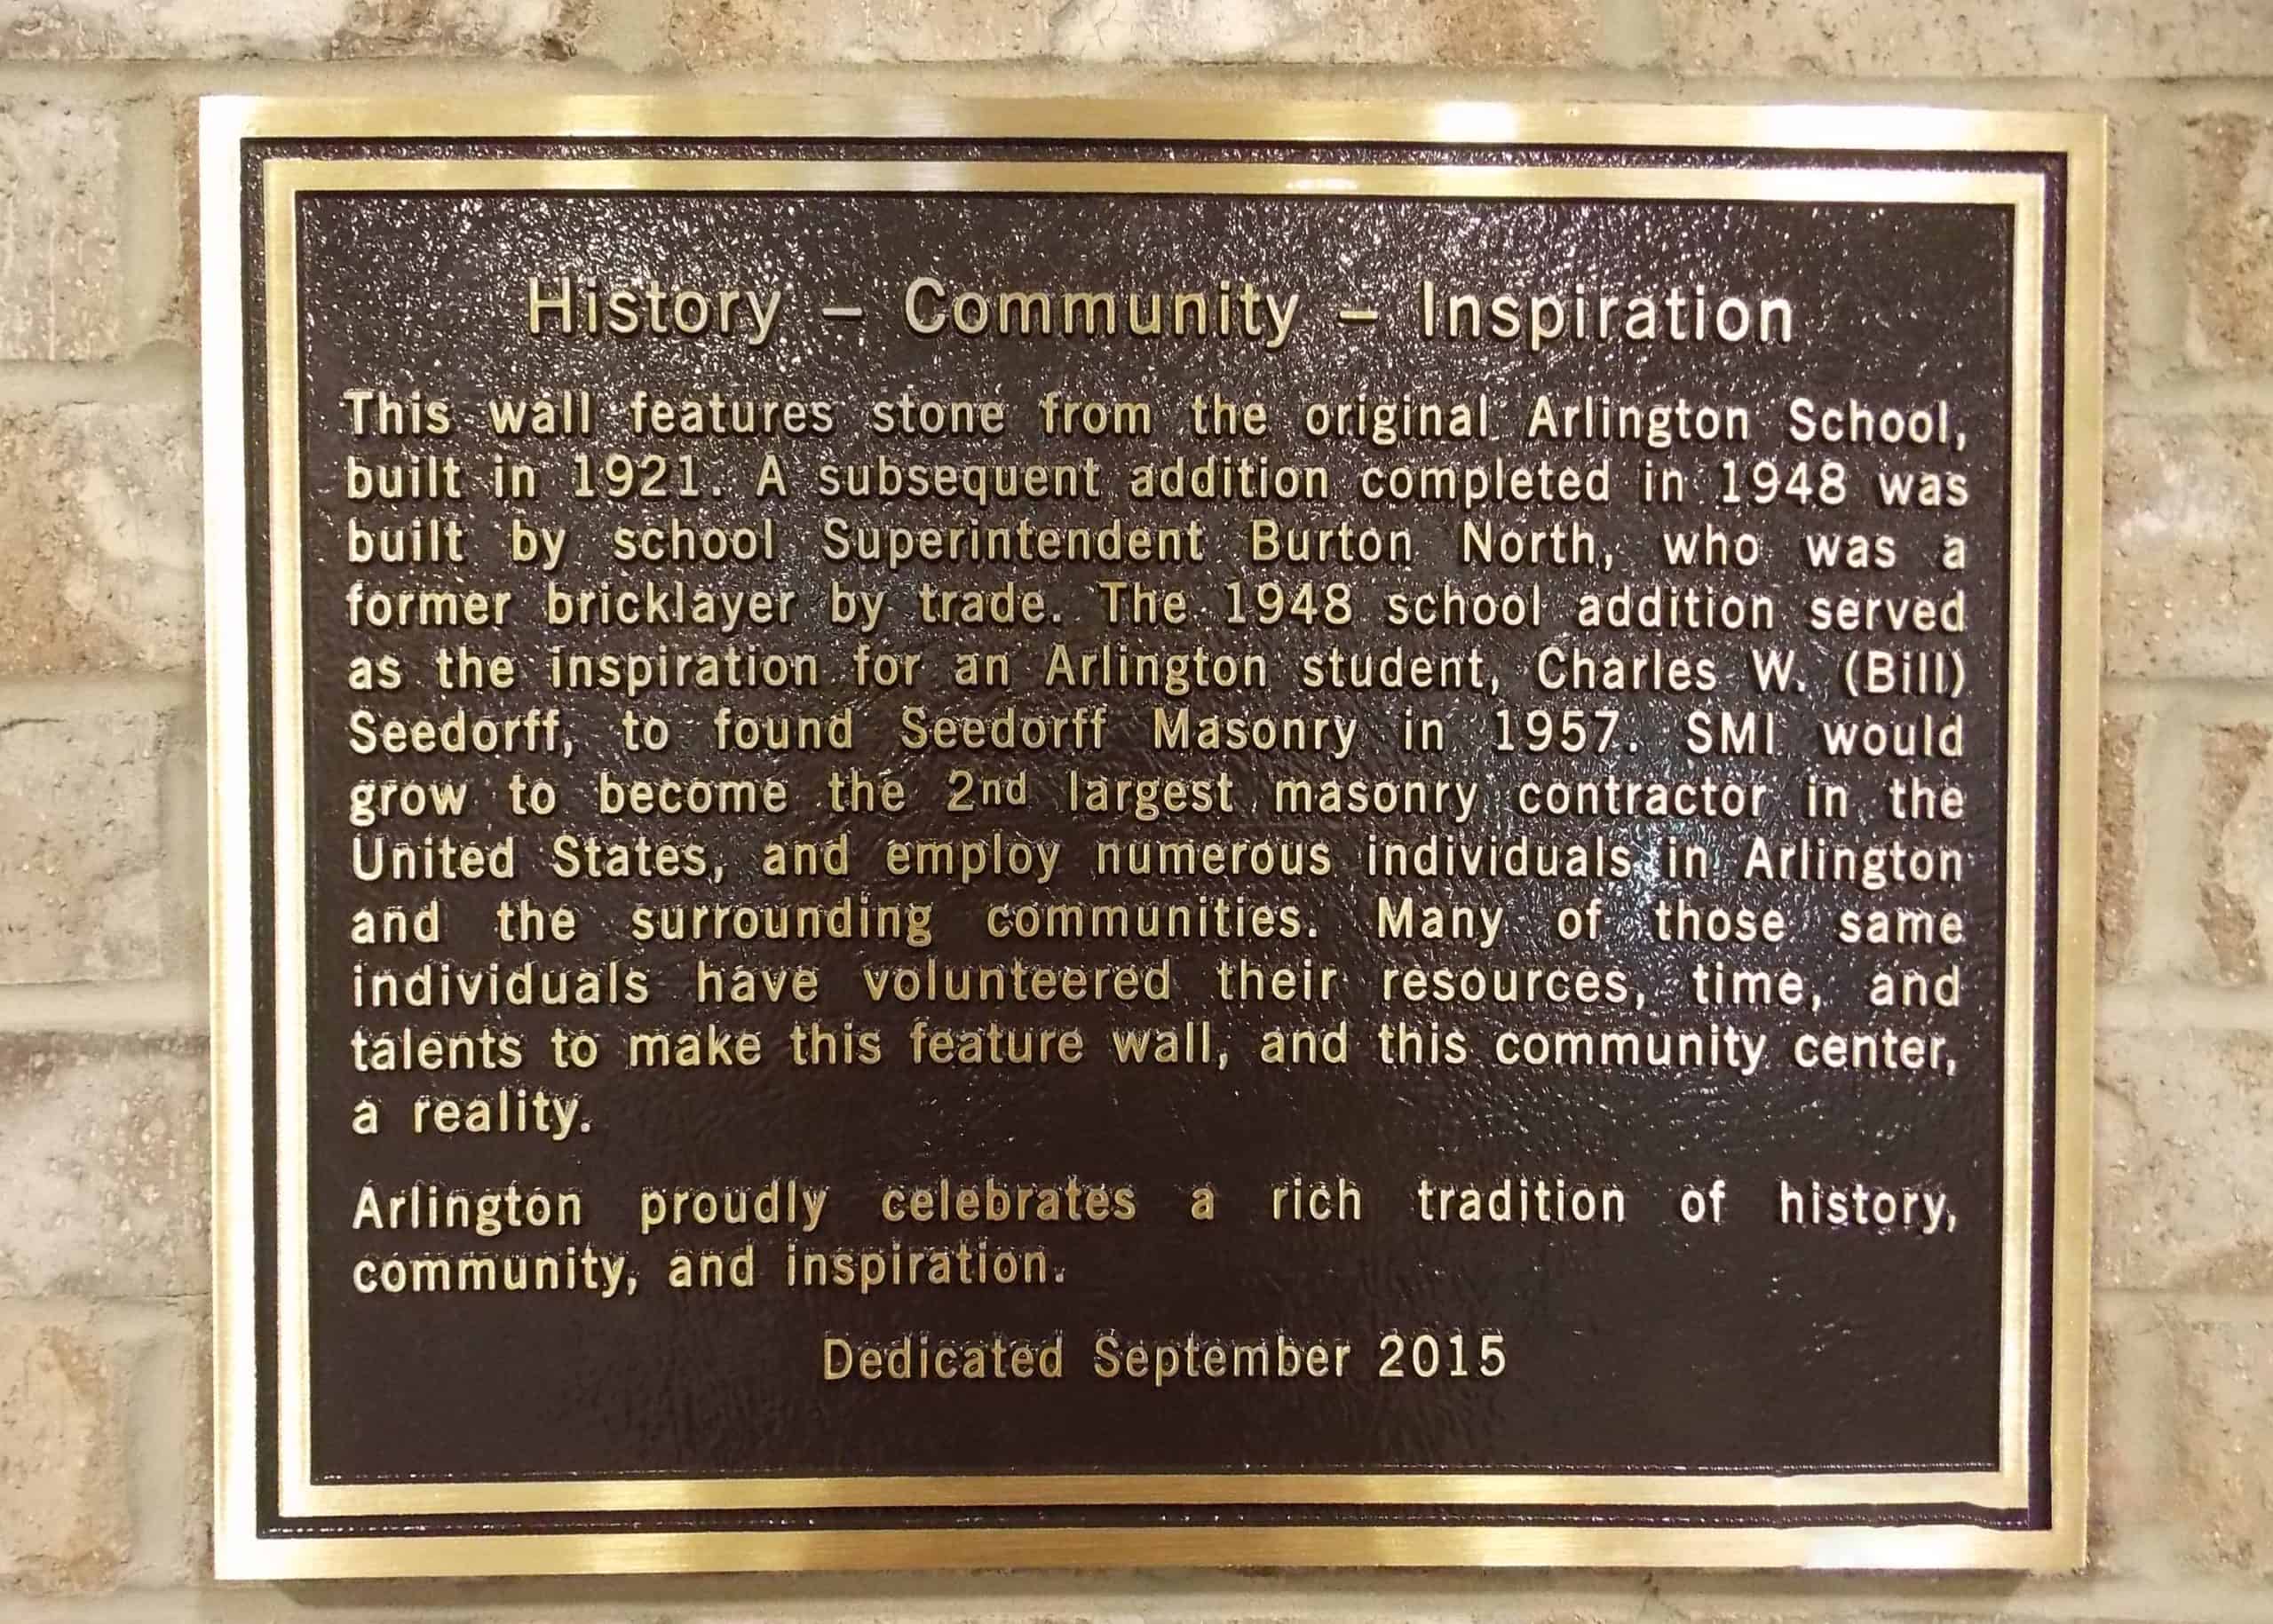 History – Community – Inspiration
This wall features stone from the original Arlington School,
built in 1921. A subsequent addition completed in 1948 was
built by school Superintendent Burton North, who was a
former bricklayer by trade. The 1948 school addition served
as the inspiration for an Arlington student, Charles W. (Bill)
Seedorff, to found Seedorff Masonry in 1957. SMI would
grow to become the 2nd largest masonry contractor in the
United States, and employ numerous individuals in Arlington
and the surrounding communities. Many of those same
individuals have volunteered their resources, time, and
talents to make this feature wall, and this community center,
a reality.
Arlington proudly celebrates a rich tradition of history,
community, and inspiration.
Dedicated September 2015